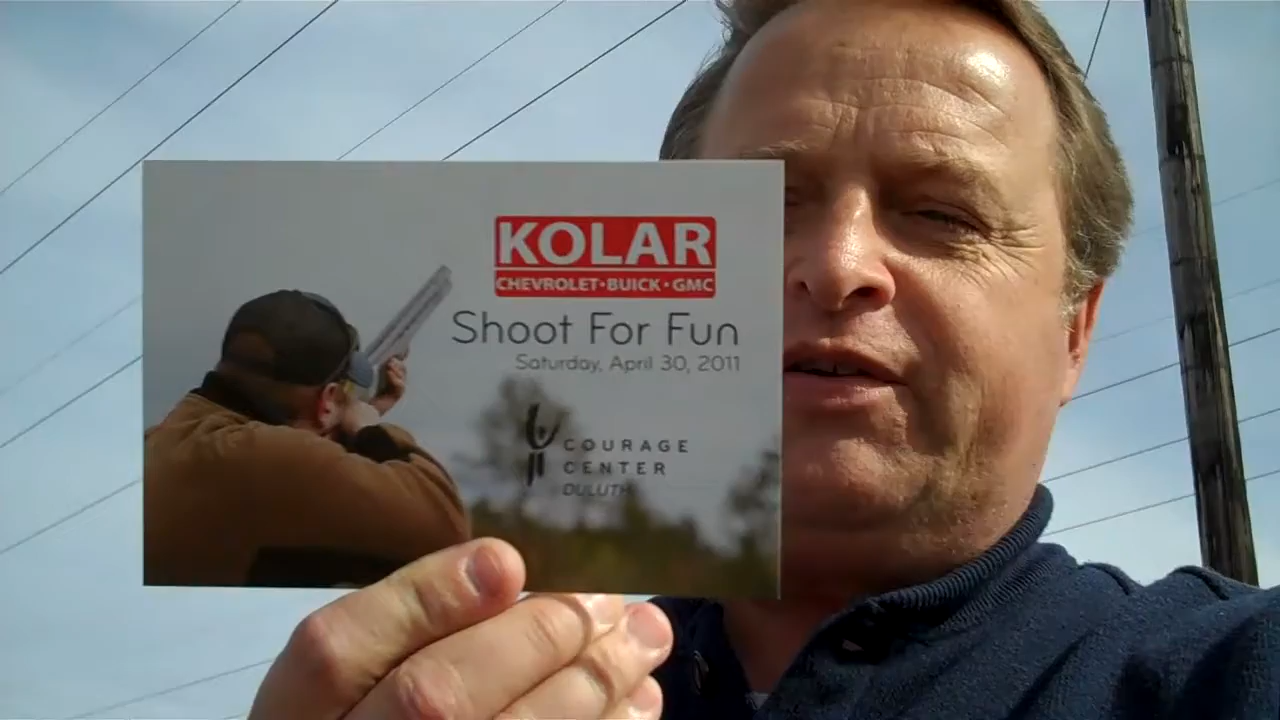 KOLAR
CHEVROLET•BUICK•GMC
Shoot For Fun
Saturday, April 30, 2011
COURAGE
CENTER
DULUTH